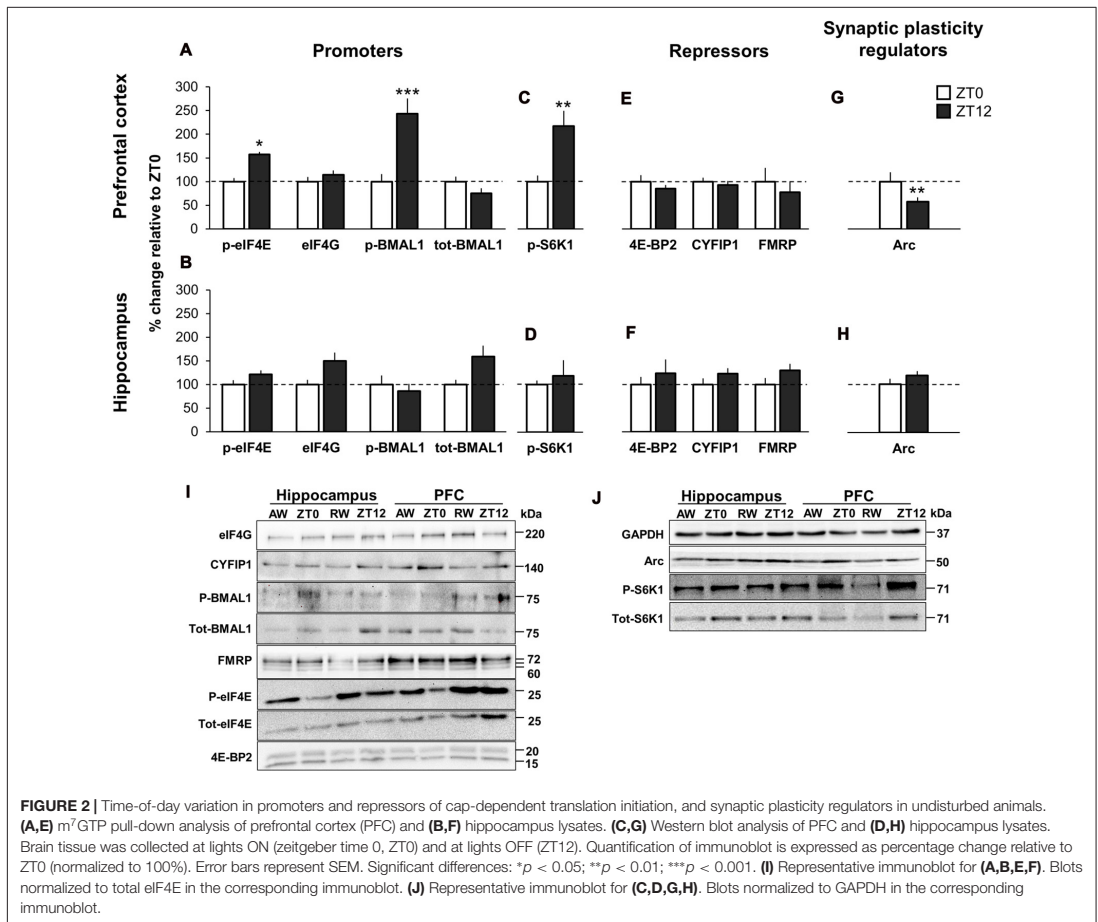 Promoters
Repressors
Synaptic plasticity
regulators
A
C
E
G
ZT0
ZT12
Prefrontal cortex
% change relative to ZT0
300
250
200
150
100
50
0
*
***
**
**
p-eIF4E eIF4G p-BMAL1 tot-BMAL1 p-S6K1 4E-BP2 CYFIP1 FMRP Arc
B
D
F
H
Hippocampus
300
250
200
150
100
50
0
p-eIF4E eIF4G p-BMAL1 tot-BMAL1 p-S6K1 4E-BP2 CYFIP1 FMRP Arc
I
Hippocampus PFC
AW ZT0 RW ZT12 AW ZT0 RW ZT12 kDa
eIF4G 220
CYFIP1 140
P-BMAL1 75
Tot-BMAL1 75
FMRP 72
60
P-eIF4E 25
Tot-eIF4E 25
4E-BP2 20
15
J
Hippocampus PFC
AW ZT0 RW ZT12 AW ZT0 RW ZT12 kDa
GAPDH 37
Arc 50
P-S6K1 71
Tot-S6K1 71
FIGURE 2 | Time-of-day variation in promoters and repressors of cap-dependent translation initiation, and synaptic plasticity regulators in undisturbed animals.
(A,E) m⁷GTP pull-down analysis of prefrontal cortex (PFC) and (B,F) hippocampus lysates. (C,G) Western blot analysis of PFC and (D,H) hippocampus lysates.
Brain tissue was collected at lights ON (zeitgeber time 0, ZT0) and at lights OFF (ZT12). Quantification of immunoblot is expressed as percentage change relative to
ZT0 (normalized to 100%). Error bars represent SEM. Significant differences: *p < 0.05; **p < 0.01; ***p < 0.001. (I) Representative immunoblot for (A,B,E,F). Blots
normalized to total eIF4E in the corresponding immunoblot. (J) Representative immunoblot for (C,D,G,H). Blots normalized to GAPDH in the corresponding
immunoblot.